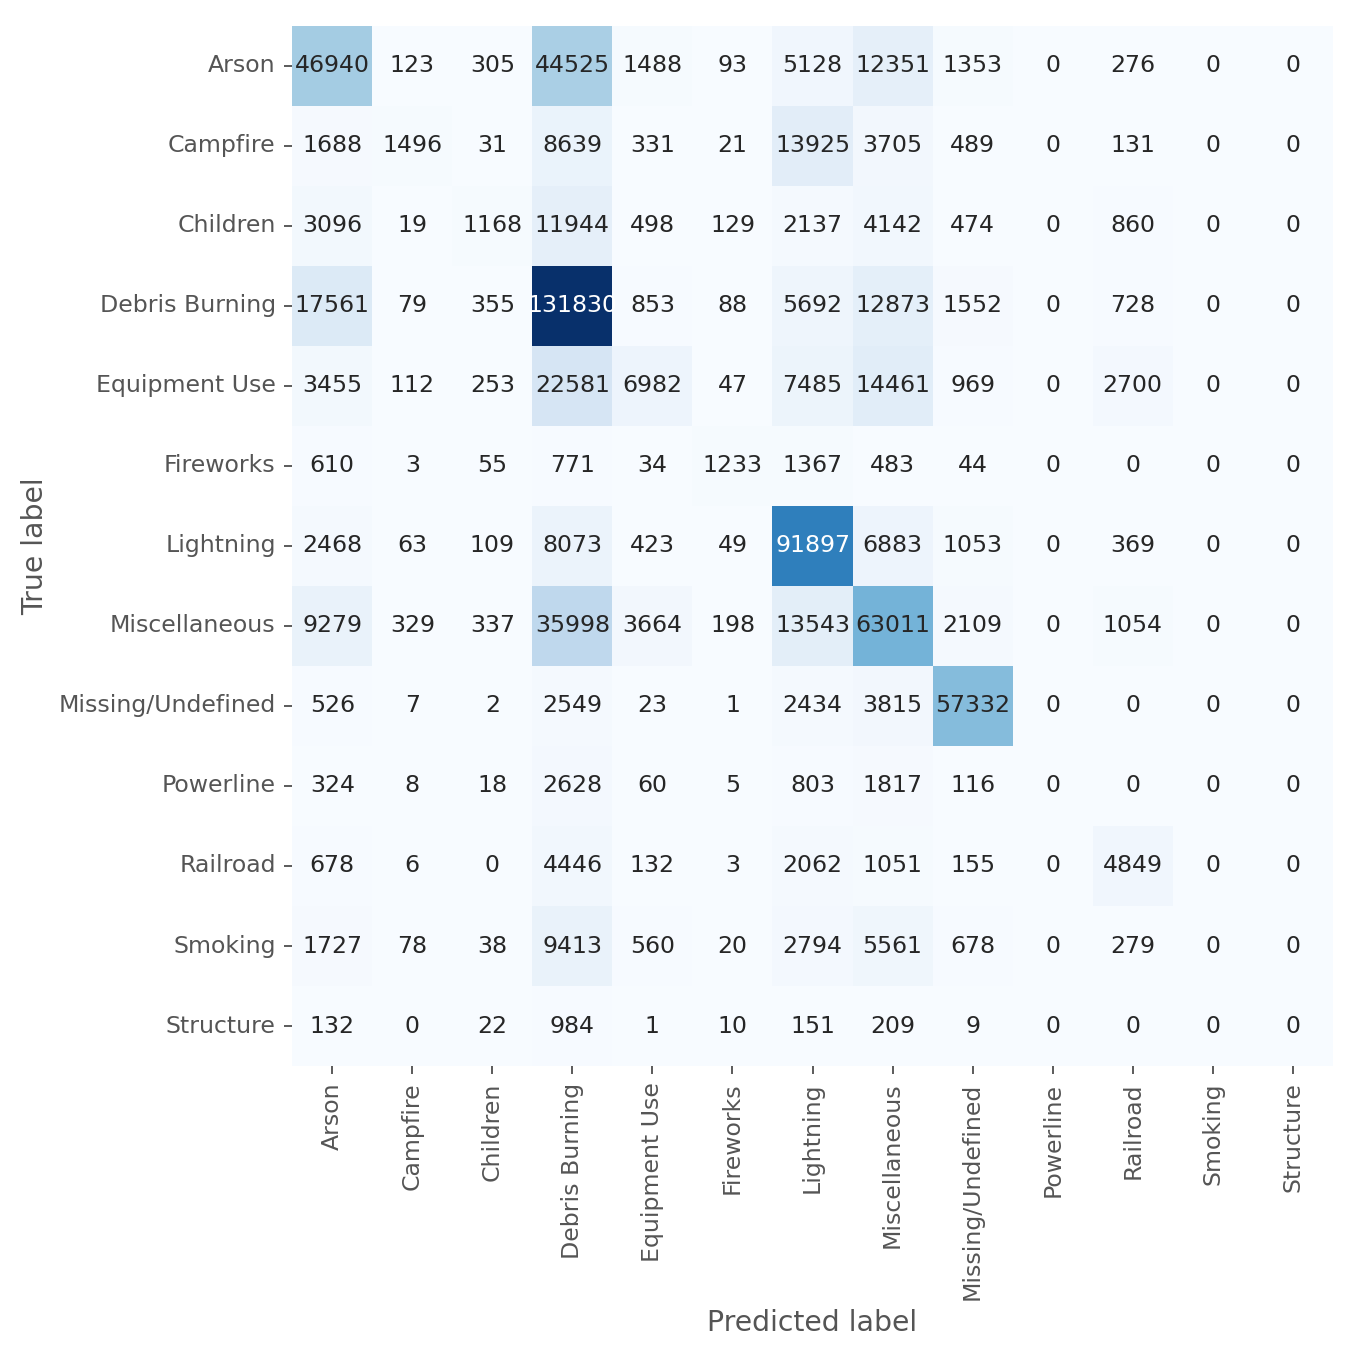 Arson 46940 123 305 44525 1488 93 5128 12351 1353 0 276 0 0
Campfire 1688 1496 31 8639 331 21 13925 3705 489 0 131 0 0
Children 3096 19 1168 11944 498 129 2137 4142 474 0 860 0 0
Debris Burning 17561 79 355 131830 853 88 5692 12873 1552 0 728 0 0
Equipment Use 3455 112 253 22581 6982 47 7485 14461 969 0 2700 0 0
Fireworks 610 3 55 771 34 1233 1367 483 44 0 0 0 0
Lightning 2468 63 109 8073 423 49 91897 6883 1053 0 369 0 0
Miscellaneous 9279 329 337 35998 3664 198 13543 63011 2109 0 1054 0 0
Missing/Undefined 526 7 2 2549 23 1 2434 3815 57332 0 0 0 0
Powerline 324 8 18 2628 60 5 803 1817 116 0 0 0 0
Railroad 678 6 0 4446 132 3 2062 1051 155 0 4849 0 0
Smoking 1727 78 38 9413 560 20 2794 5561 678 0 279 0 0
Structure 132 0 22 984 1 10 151 209 9 0 0 0 0
True label
Arson
Campfire
Children
Debris Burning
Equipment Use
Fireworks
Lightning
Miscellaneous
Missing/Undefined
Powerline
Railroad
Smoking
Structure
Predicted label